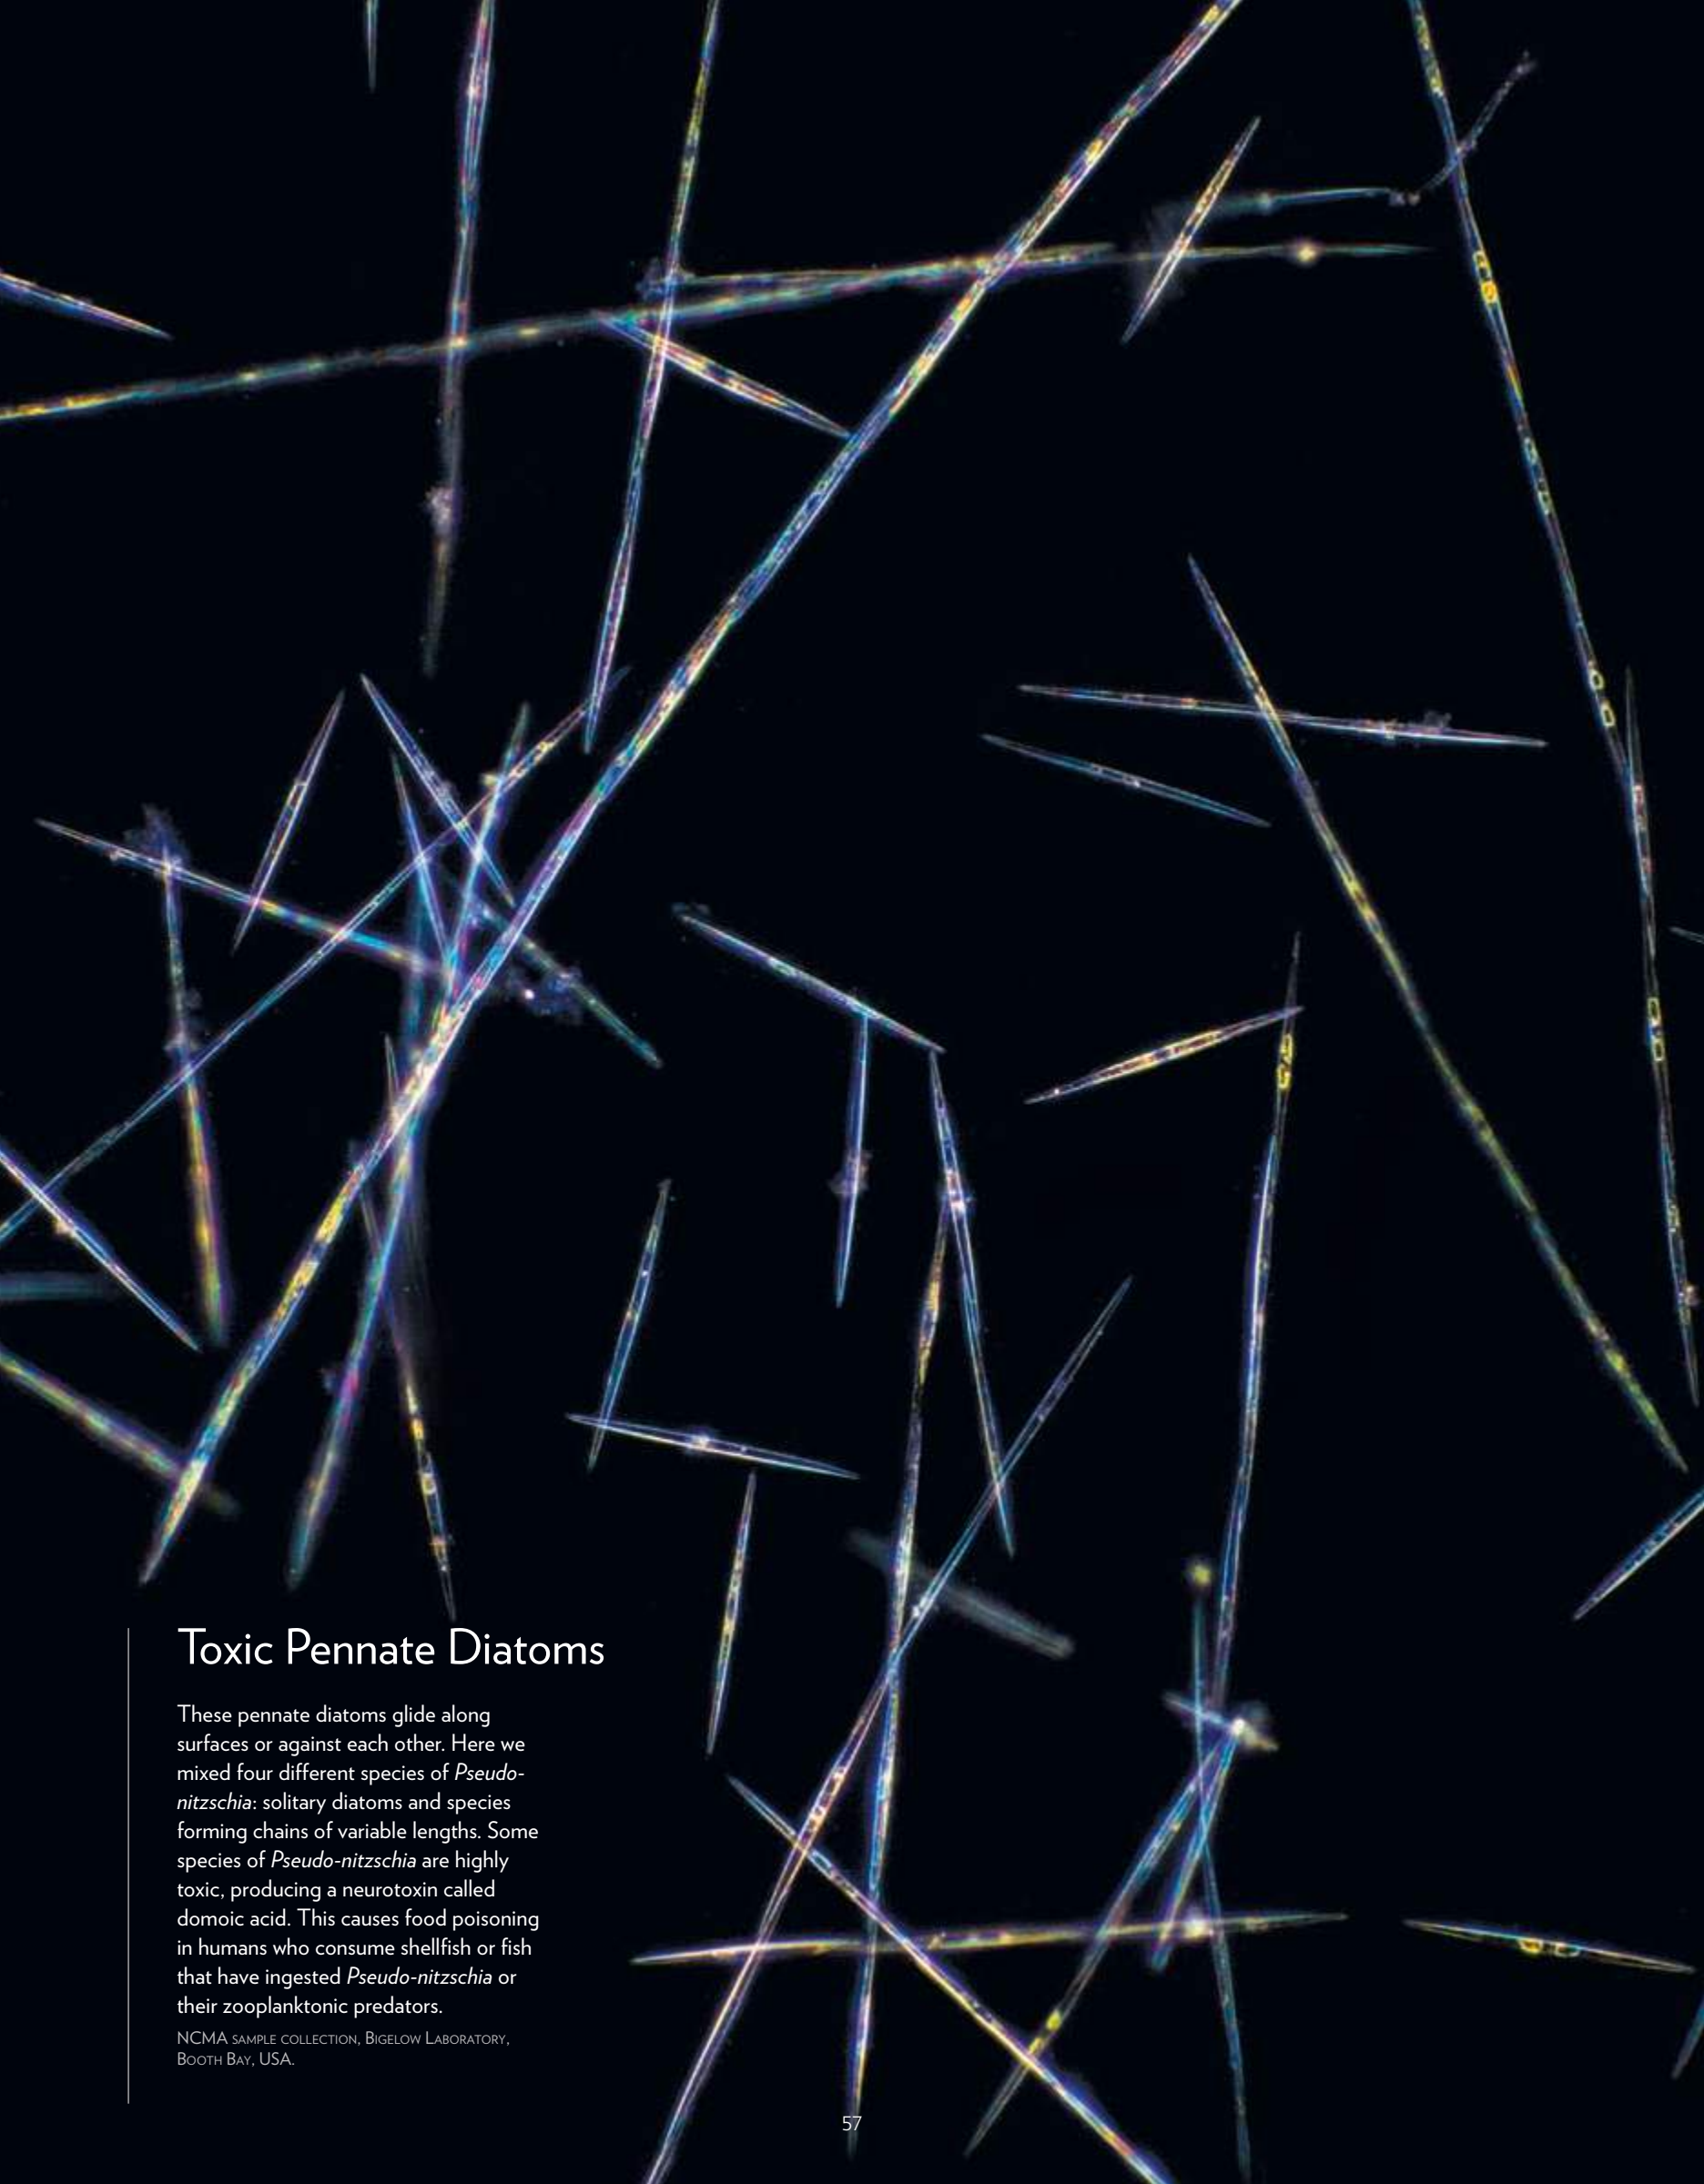 Toxic Pennate Diatoms
These pennate diatoms glide along
surfaces or against each other. Here we
mixed four different species of Pseudo-
nitzschia: solitary diatoms and species
forming chains of variable lengths. Some
species of Pseudo-nitzschia are highly
toxic, producing a neurotoxin called
domoic acid. This causes food poisoning
in humans who consume shellfish or fish
that have ingested Pseudo-nitzschia or
their zooplanktonic predators.
NCMA sample collection, Bigelow Laboratory,
Booth Bay, USA.
57